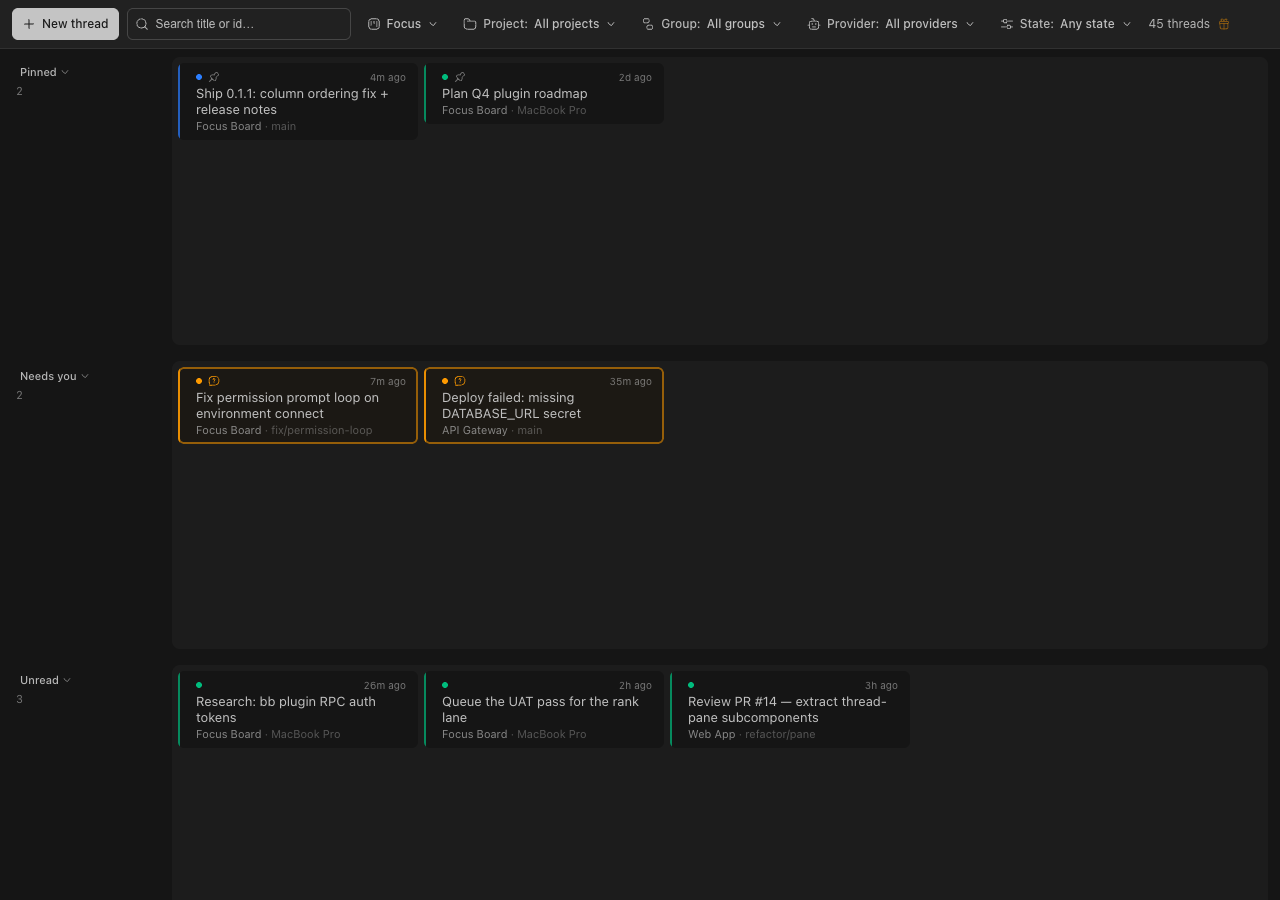 New thread
Search title or id…
Focus
Project: All projects
Group: All groups
Provider: All providers
State: Any state
45 threads
Pinned
2
4m ago
Ship 0.1.1: column ordering fix +
release notes
Focus Board · main
2d ago
Plan Q4 plugin roadmap
Focus Board · MacBook Pro
Needs you
2
7m ago
Fix permission prompt loop on
environment connect
Focus Board · fix/permission-loop
35m ago
Deploy failed: missing
DATABASE_URL secret
API Gateway · main
Unread
3
26m ago
Research: bb plugin RPC auth
tokens
Focus Board · MacBook Pro
2h ago
Queue the UAT pass for the rank
lane
Focus Board · MacBook Pro
3h ago
Review PR #14 — extract thread-
pane subcomponents
Web App · refactor/pane